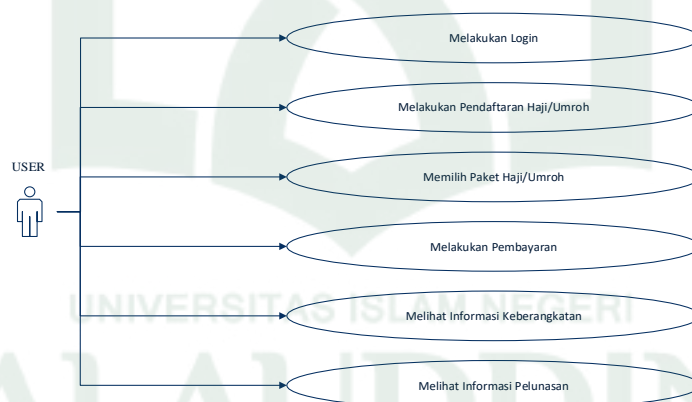 Melakukan Login
Melakukan Pendaftaran Haji/Umroh
USER
Memilih Paket Haji/Umroh
Melakukan Pembayaran
UNIVERSITAS ISLAM NEGERI
Melihat Informasi Keberangkatan
ALAUDDIN
Melihat Informasi Pelunasan